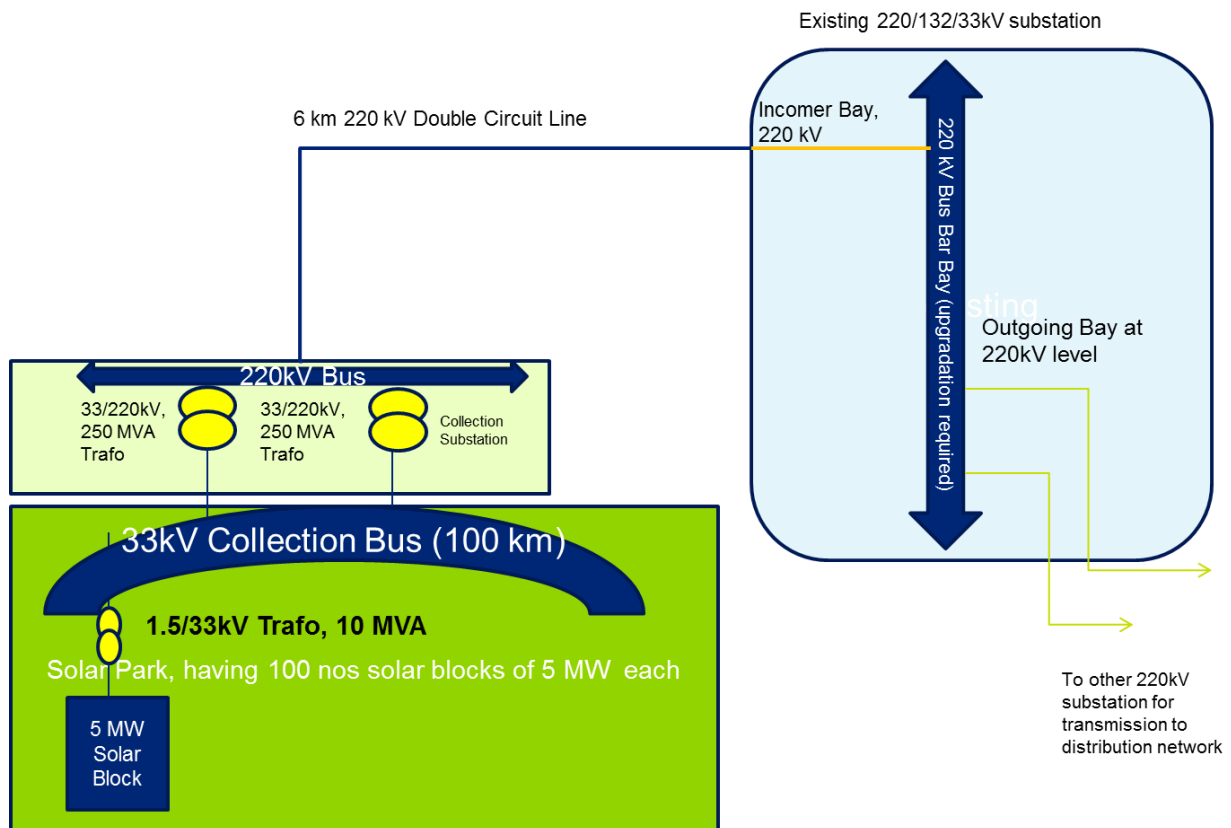 Existing 220/132/33kV substation
6 km 220 kV Double Circuit Line
Incomer Bay,
220 kV
220 kV Bus Bar Bay (upgradation required)
sting
Outgoing Bay at
220kV level
220kV Bus
33/220kV,
250 MVA
Trafo
33/220kV,
250 MVA
Trafo
Collection
Substation
33kV Collection Bus (100 km)
1.5/33kV Trafo, 10 MVA
Solar Park, having 100 nos solar blocks of 5 MW each
5 MW
Solar
Block
To other 220kV
substation for
transmission to
distribution network